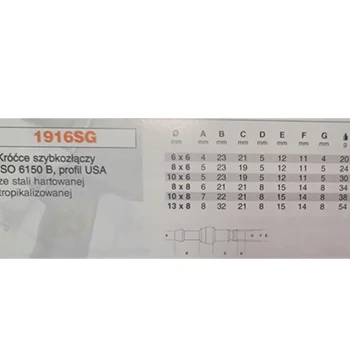 1916SG
Króćce szybkozłączy
ISO 6150 B, profil USA
ze stali hartowanej
tropikalizowanej
Ø A B C D E F G
mm mm mm mm mm mm mm mm g
6 x 6 4 23 21 5 12 11 4 20
8 x 6 5 23 19 5 12 11 5 24
10 x 6 5 23 19 5 12 11 5 30
8 x 8 6 21 21 8 15 14 8 34
10 x 8 7 22 21 8 15 14 8 38
13 x 8 8 32 21 8 15 14 8 54
A G D F E
B C